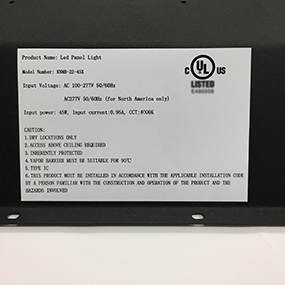 Product Name: Led Panel Light
Model Number: KNRB-22-45X
Input Voltage: AC 100-277V 50/60Hz
AC277V 50/60Hz (for North America only)
Input power: 45W, Input current:0.95A, CCT:4000K
C UL US
LISTED
CAUTION:
1.DRY LOCATIONS ONLY
2.ACCESS ABOVE CEILING REQUIRED
3.INHERENTLY PROTECTED
4.VAPOR BARRIER MUST BE SUITABLE FOR 90℃
5.TYPE IC
6.THIS PRODUCT MUST BE INSTALLED IN ACCORDANCE WITH THE APPLICABLE INSTALLATION CODE
BY A PERSON FAMILIAR WITH THE CONSTRUCTION AND OPERATION OF THE PRODUCT AND THE
HAZARDS INVOLVED